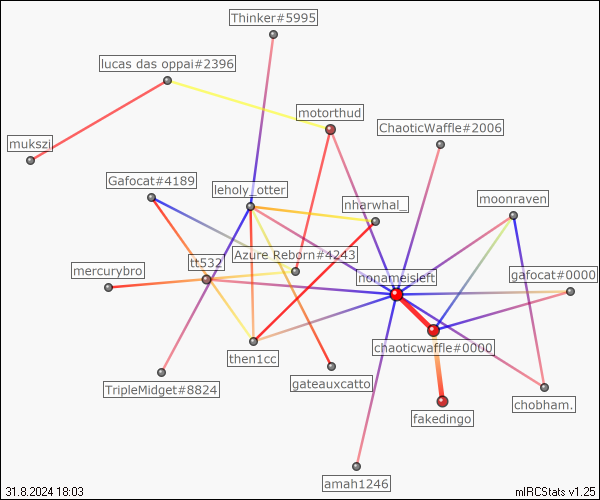 Thinker#5995
lucas das oppai#2396
motorthud
ChaoticWaffle#2006
mukszi
Gafocat#4189
leholy_otter
nharwhal_
moonraven
tt532
Azure Reborn#4243
mercurybro
nonameisleft
gafocat#0000
then1cc
chaoticwaffle#0000
TripleMidget#8824
gateauxcatto
chobham.
fakedingo
amah1246
31.8.2024 18:03
mIRCStats v1.25